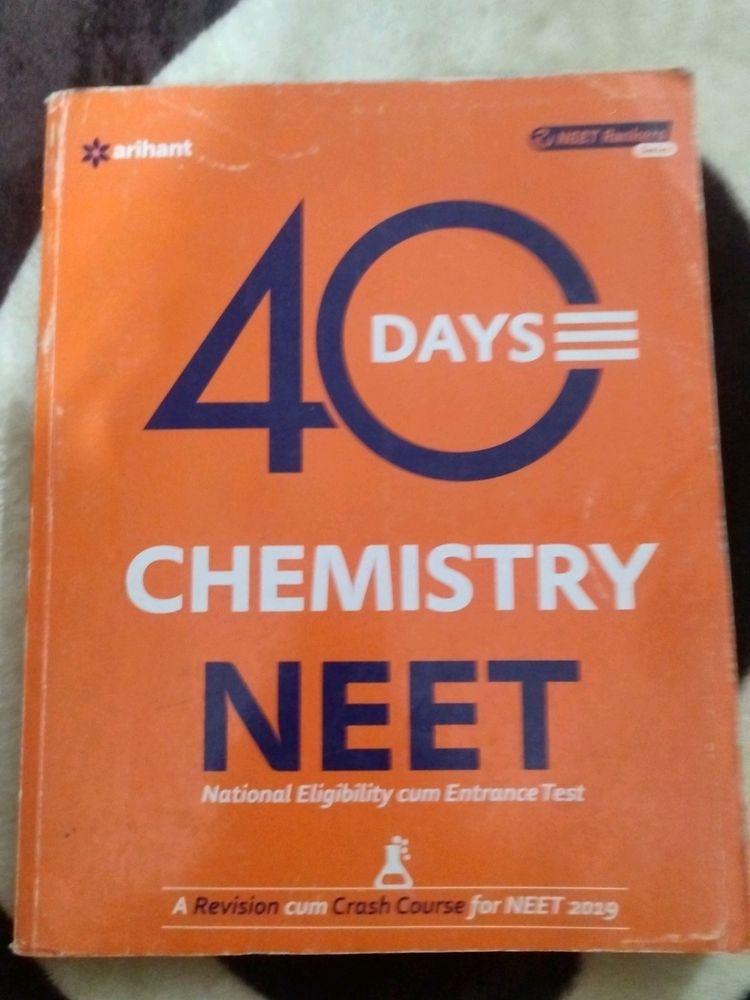 arihant
NEET Rankers
Series
40
DAYS
CHEMISTRY
NEET
National Eligibility cum Entrance Test
A Revision cum Crash Course for NEET 2019